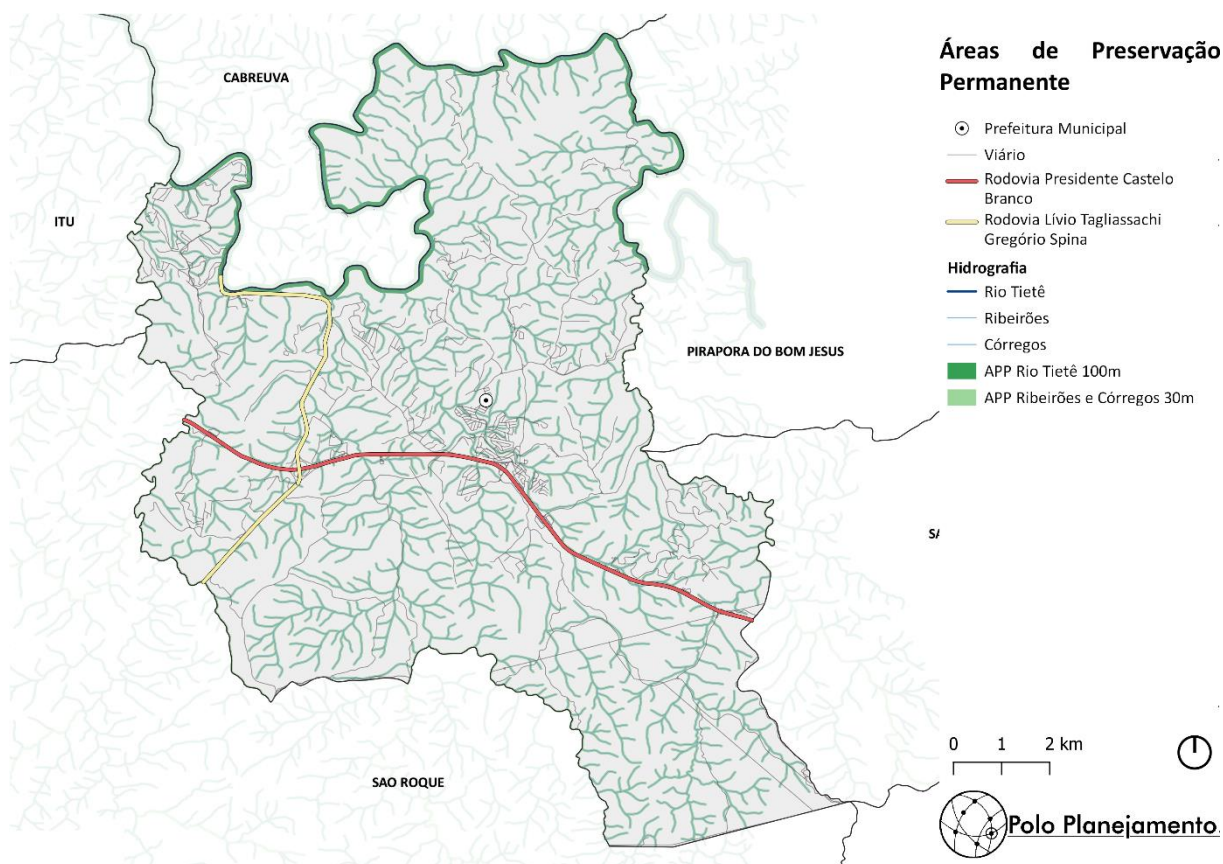 CABREUVA
ITU
PIRAPORA DO BOM JESUS
SAO ROQUE
Áreas de Preservação
Permanente
Prefeitura Municipal
Viário
Rodovia Presidente Castelo
Branco
Rodovia Lívio Tagliassachi
Gregório Spina
Hidrografia
Rio Tietê
Ribeirões
Córregos
APP Rio Tietê 100m
APP Ribeirões e Córregos 30m
0 1 2 km
Polo Planejamento